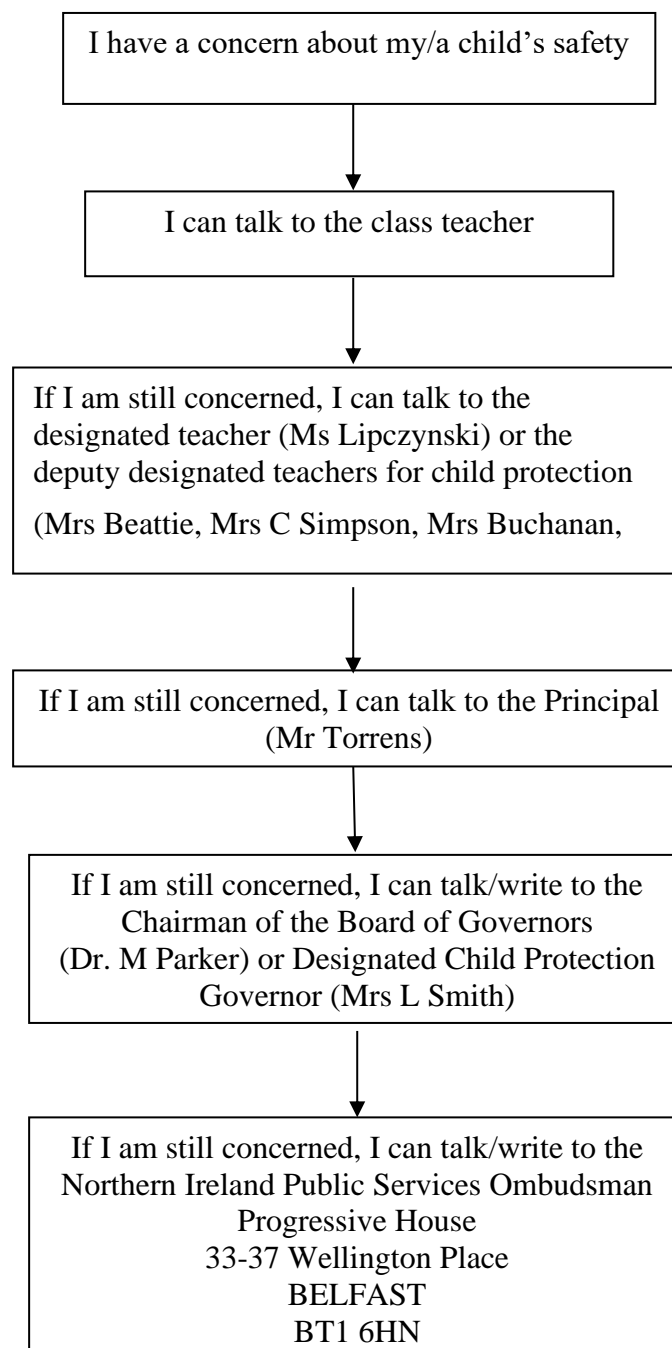 I have a concern about my/a child’s safety
I can talk to the class teacher
If I am still concerned, I can talk to the
designated teacher (Ms Lipczynski) or the
deputy designated teachers for child protection
(Mrs Beattie, Mrs C Simpson, Mrs Buchanan,
If I am still concerned, I can talk to the Principal
(Mr Torrens)
If I am still concerned, I can talk/write to the
Chairman of the Board of Governors
(Dr. M Parker) or Designated Child Protection
Governor (Mrs L Smith)
If I am still concerned, I can talk/write to the
Northern Ireland Public Services Ombudsman
Progressive House
33-37 Wellington Place
BELFAST
BT1 6HN